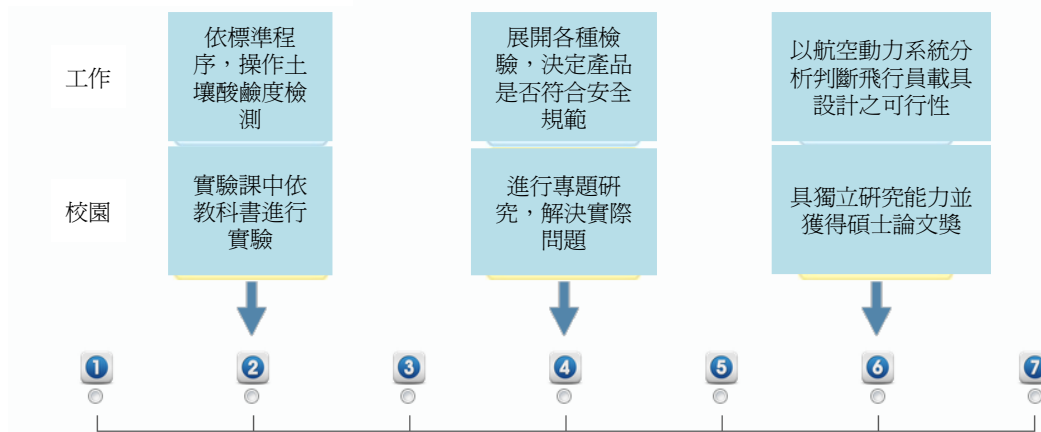 工作
依標準程
序，操作土
壤酸鹼度檢
測
展開各種檢
驗，決定產品
是否符合安全
規範
以航空動力系統分
析判斷飛行員載具
設計之可行性
校園
實驗課中依
教科書進行
實驗
進行專題研
究，解決實際
問題
具獨立研究能力並
獲得碩士論文獎
1
2
3
4
5
6
7